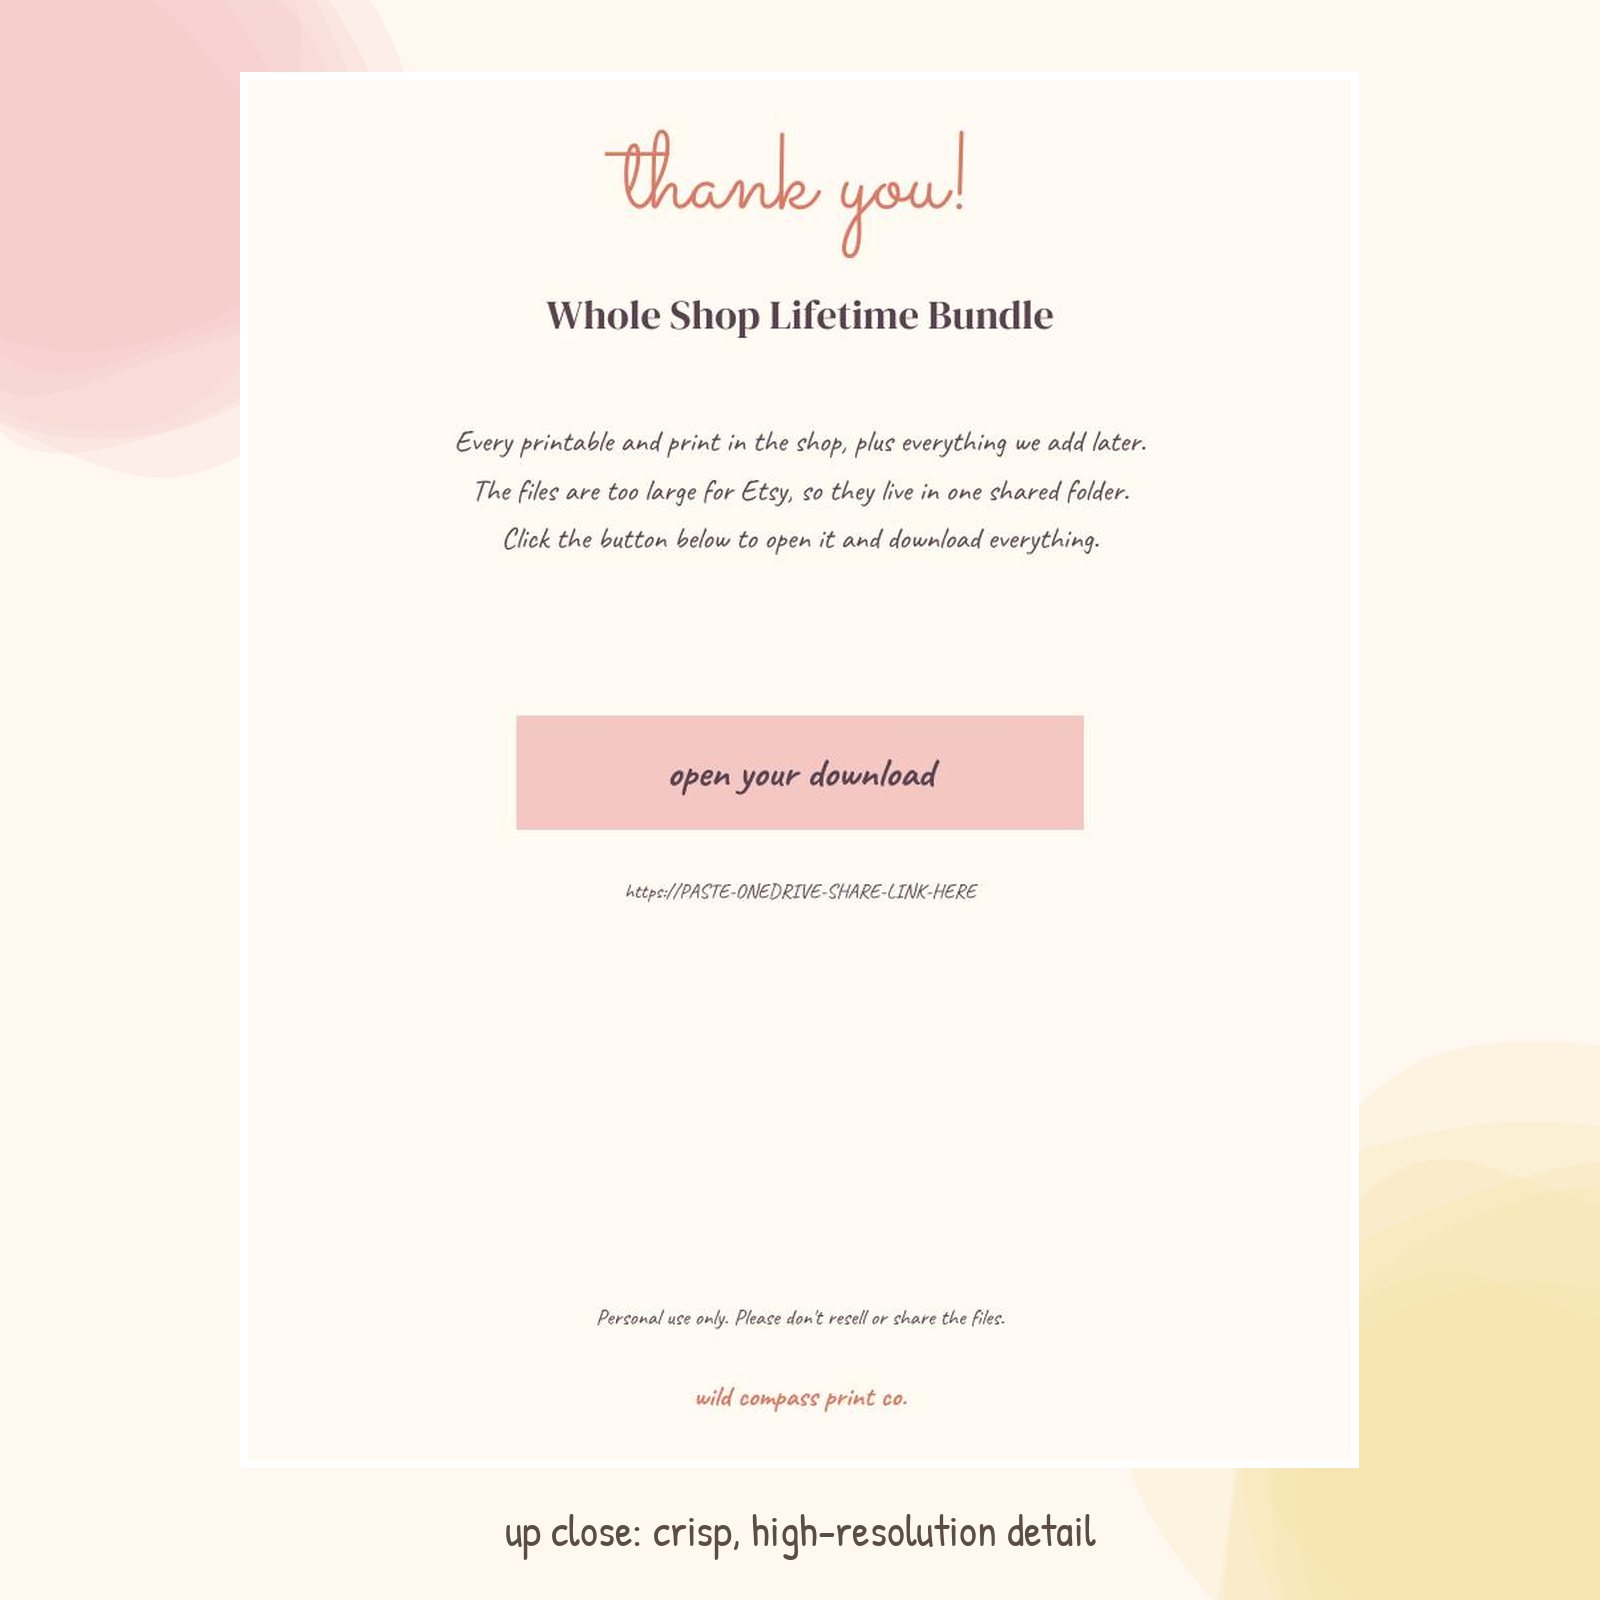 thank you!
Whole Shop Lifetime Bundle
Every printable and print in the shop, plus everything we add later.
The files are too large for Etsy, so they live in one shared folder.
Click the button below to open it and download everything.
open your download
https://PASTE-ONEDRIVE-SHARE-LINK-HERE
Personal use only. Please don't resell or share the files.
wild compass print co.
up close: crisp, high-resolution detail